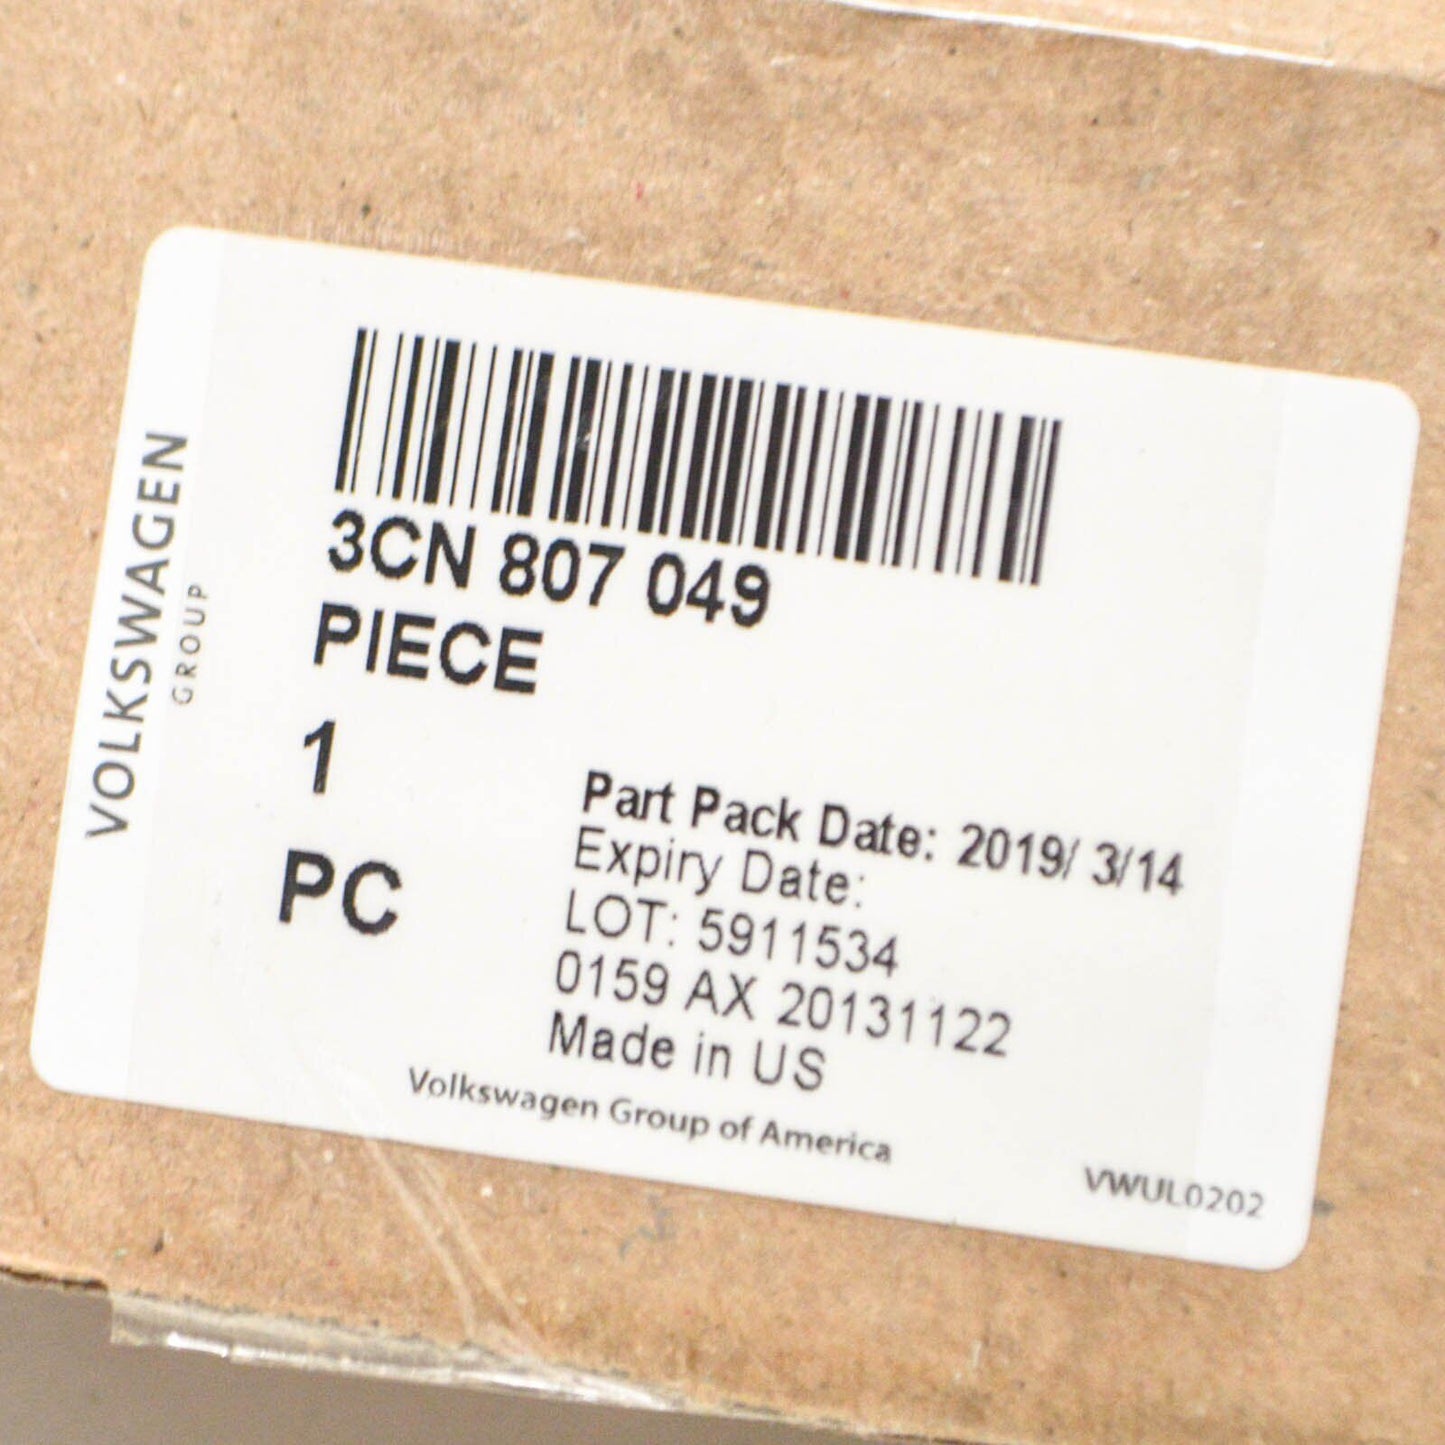 VOLKSWAGEN
GROUP
3CN 807 049
PIECE
1
PC
Part Pack Date: 2019/ 3/14
Expiry Date:
LOT: 5911534
0159 AX 20131122
Made in US
Volkswagen Group of America
VWUL0202